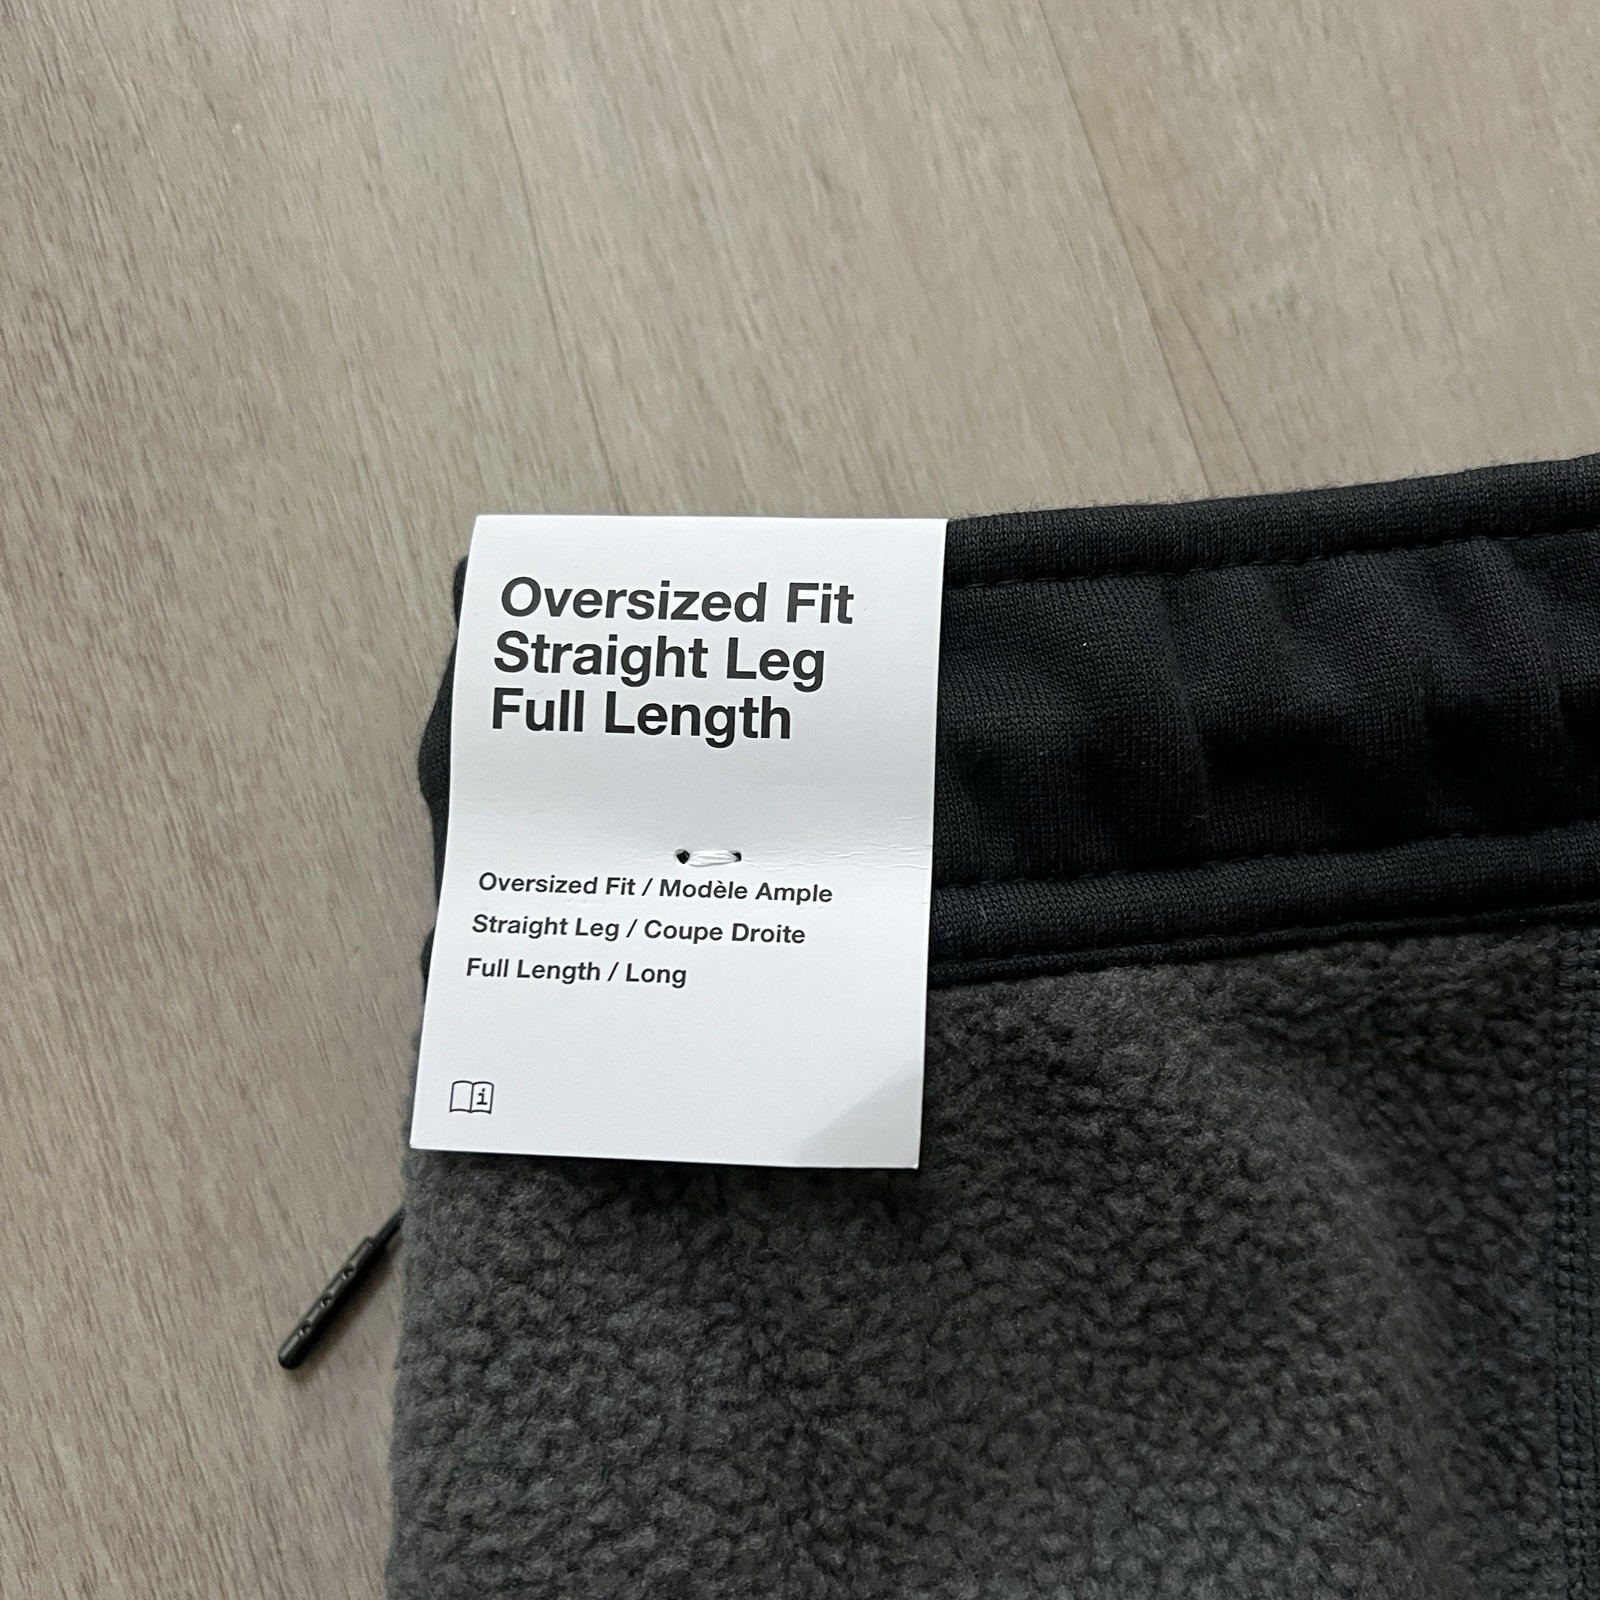 Oversized Fit
Straight Leg
Full Length
Oversized Fit / Modèle Ample
Straight Leg / Coupe Droite
Full Length / Long
i